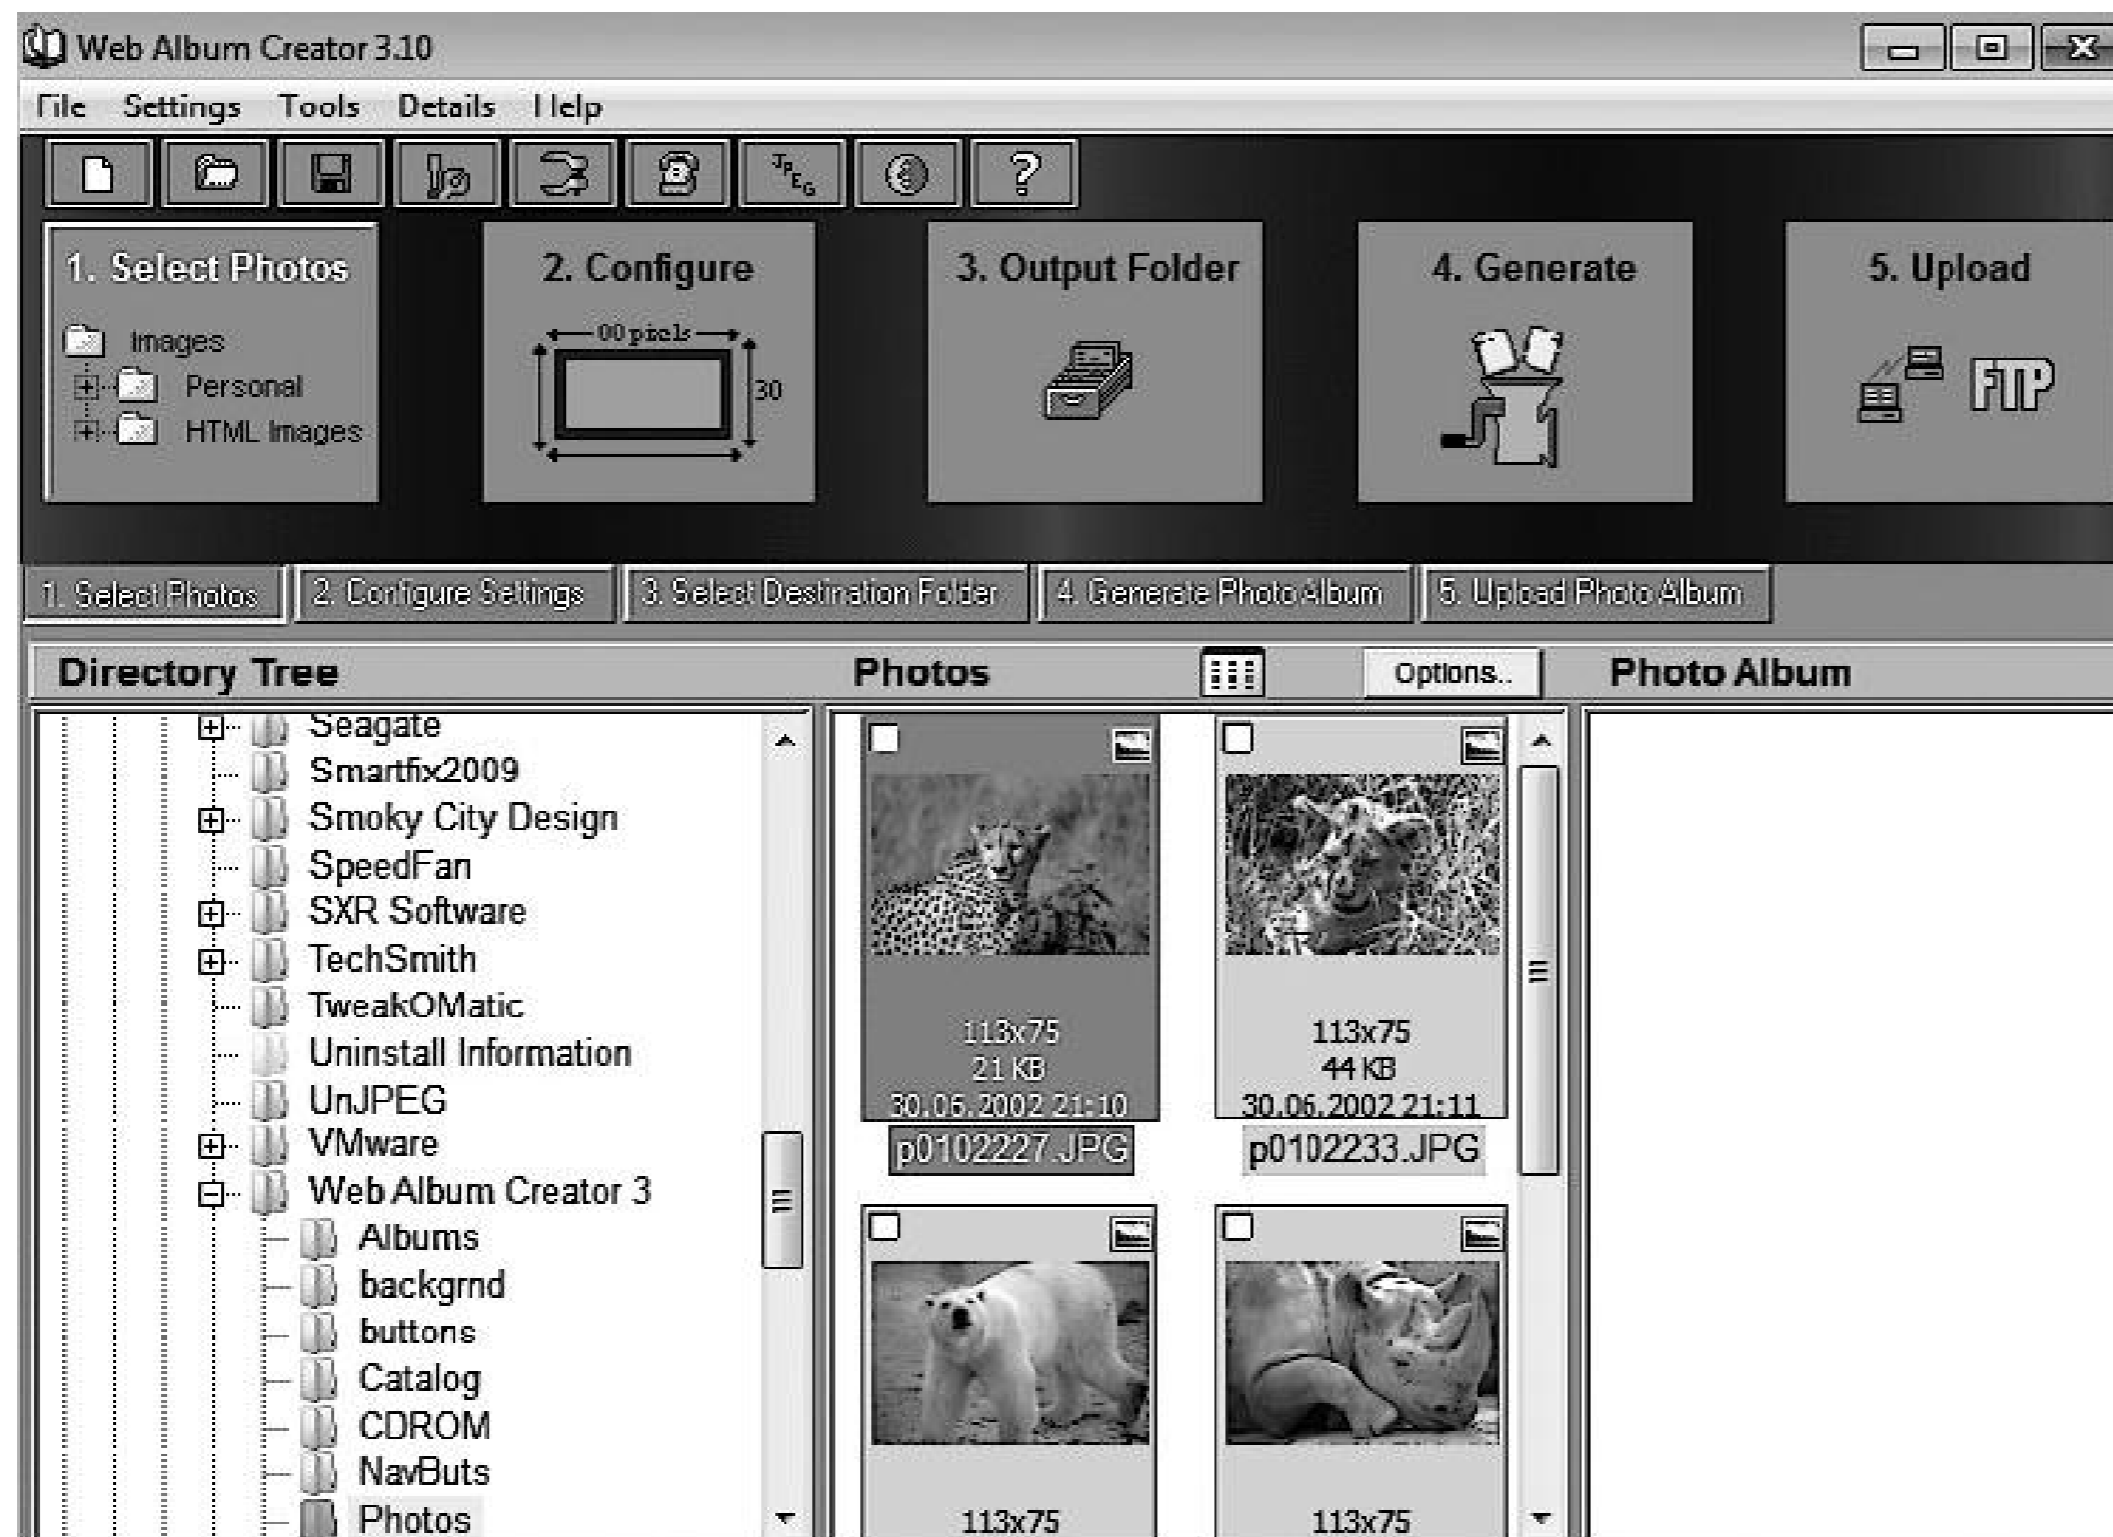 Web Album Creator 3.10
File Settings Tools Details Help
JPEG ?
1. Select Photos
Images
Personal
HTML Images
2. Configure
00 pixels
30
3. Output Folder
4. Generate
5. Upload
FTP
1. Select Photos 2. Configure Settings 3. Select Destination Folder 4. Generate Photo Album 5. Upload Photo Album
Directory Tree
Photos
Options..
Photo Album
Seagate
Smartfix2009
Smoky City Design
SpeedFan
SXR Software
TechSmith
TweakOMatic
Uninstall Information
UnJPEG
VMware
Web Album Creator 3
Albums
backgrnd
buttons
Catalog
CDROM
NavButs
Photos
113x75
21 KB
30.06.2002 21:10
p0102227.JPG
113x75
44 KB
30.06.2002 21:11
p0102233.JPG
113x75
113x75